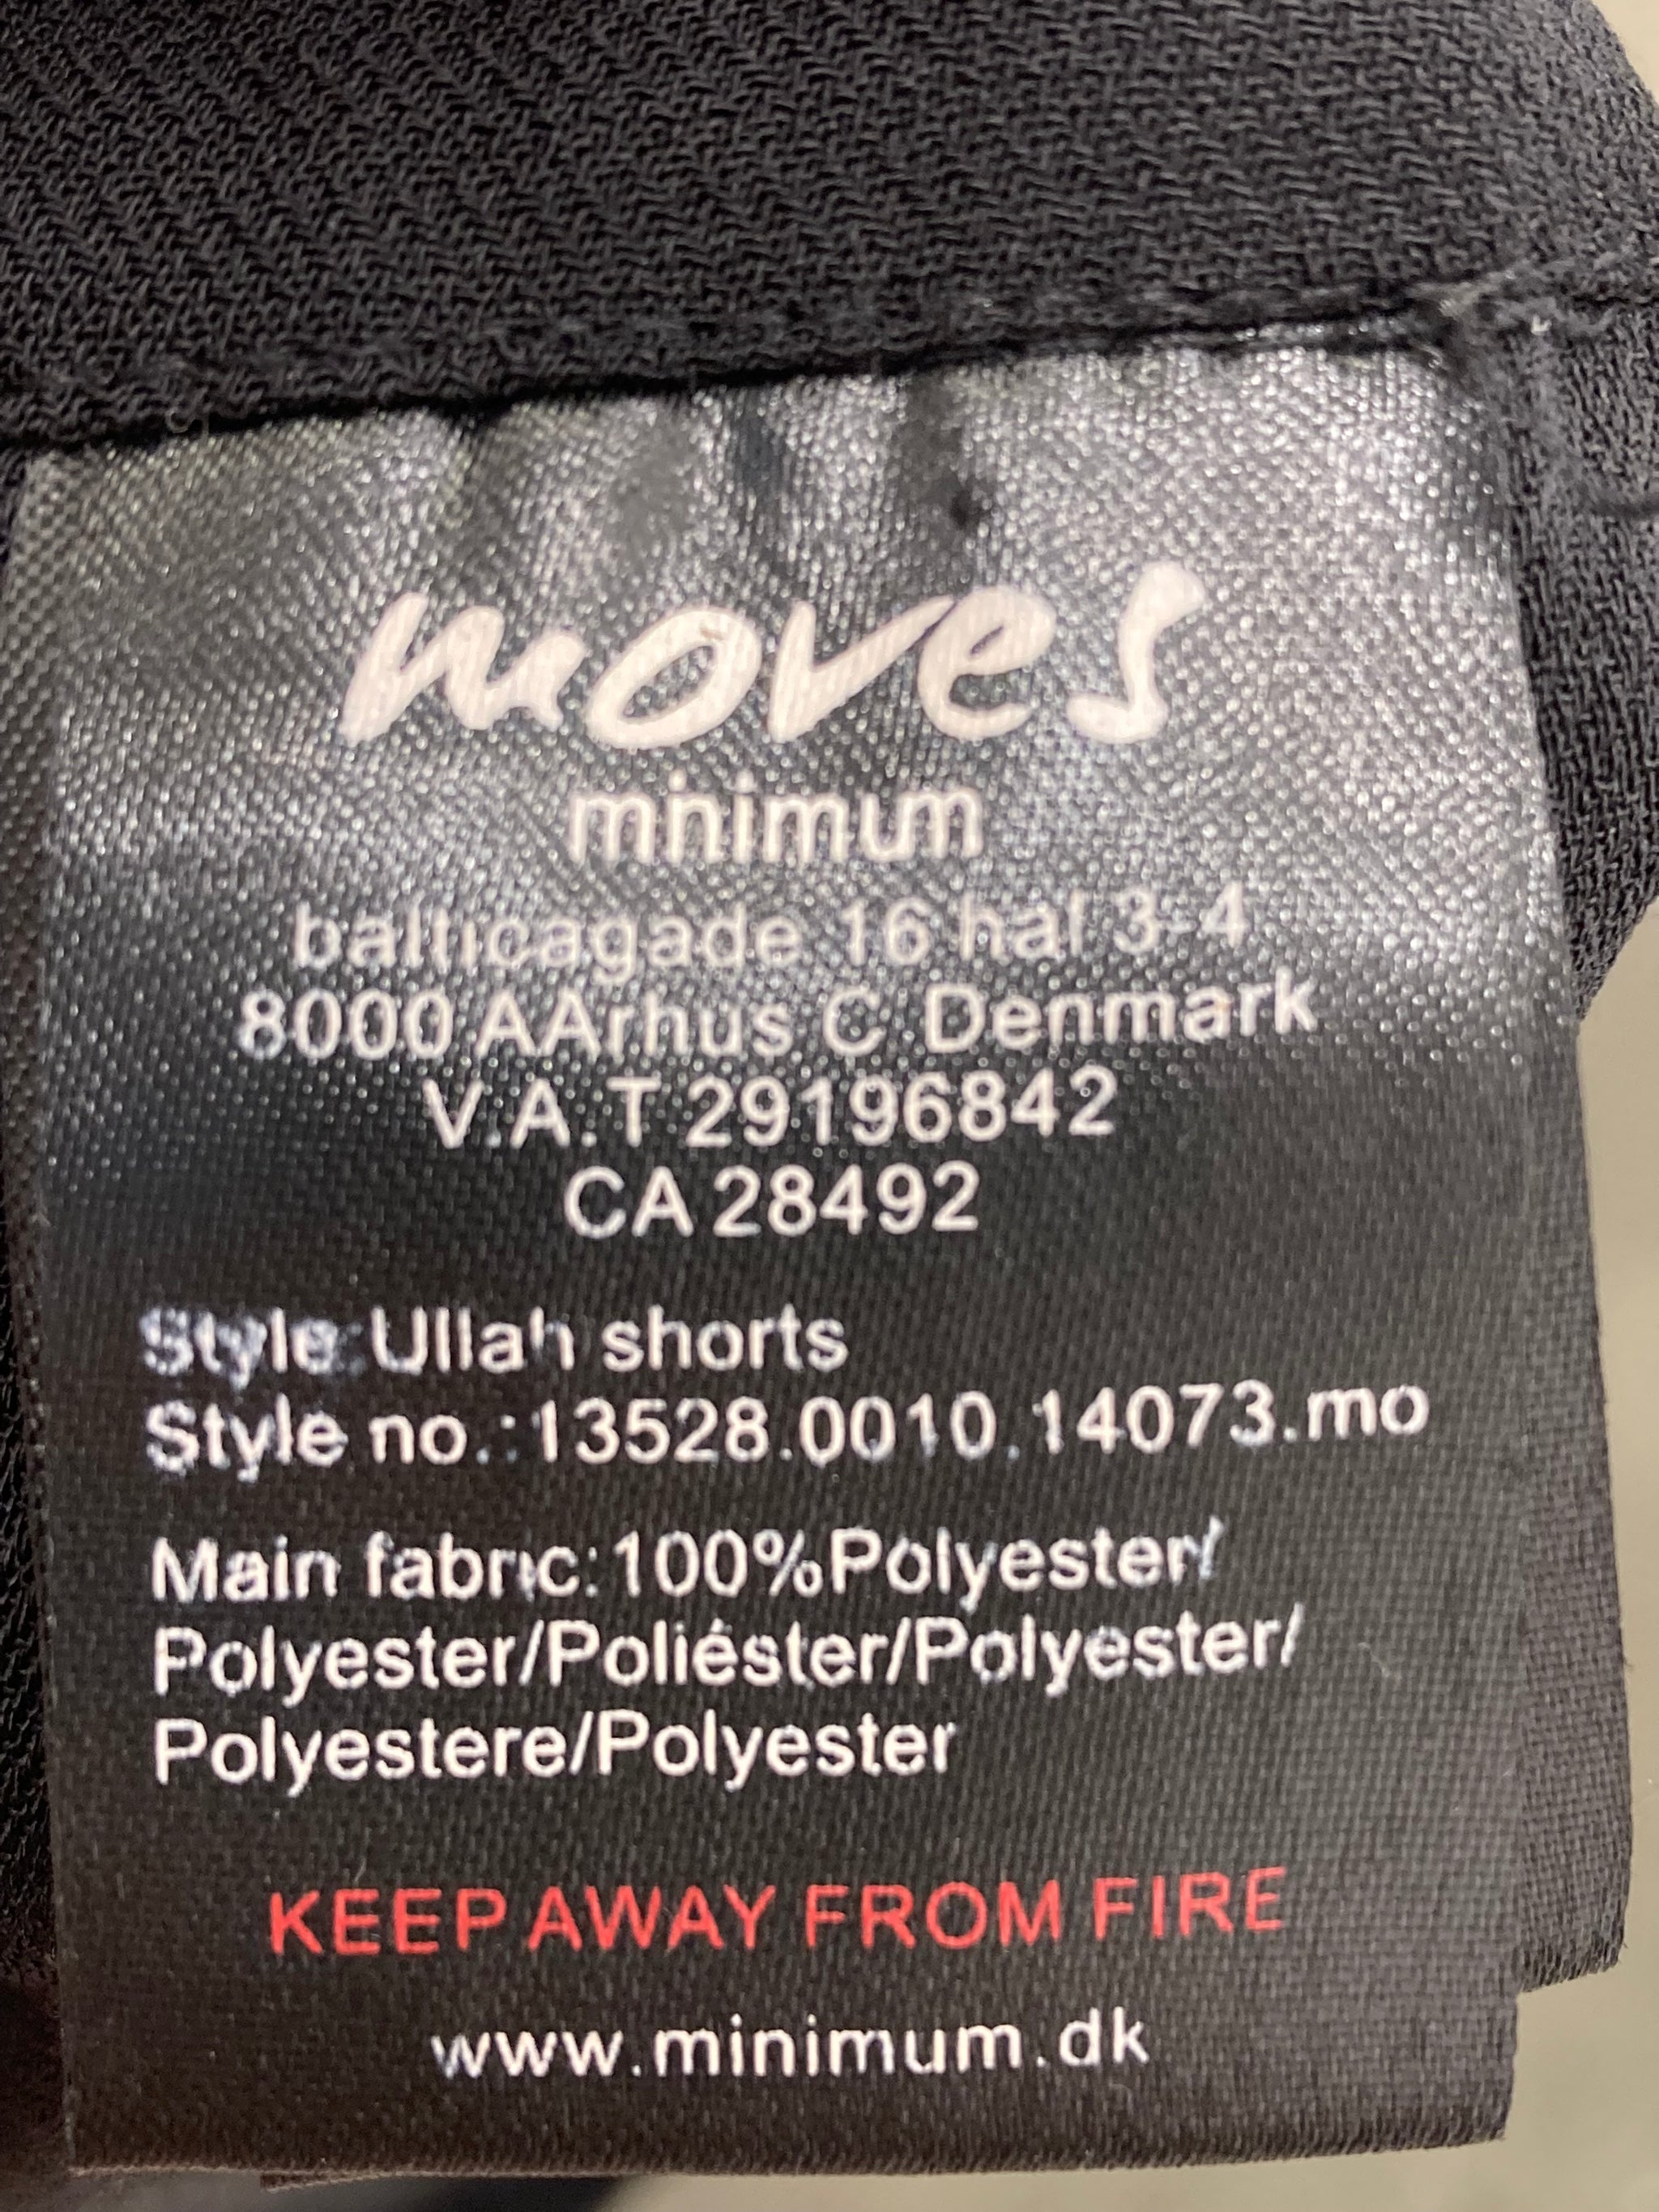 moves
minimum
balticagade 16 hal 3-4
8000 AArhus C Denmark
V.A.T 29196842
CA 28492
Style: Ullah shorts
Style no.: 13528.0010.14073.mo
Main fabric: 100%Polyester/
Polyester/Poliéster/Polyester/
Polyestere/Polyester
KEEP AWAY FROM FIRE
www.minimum.dk